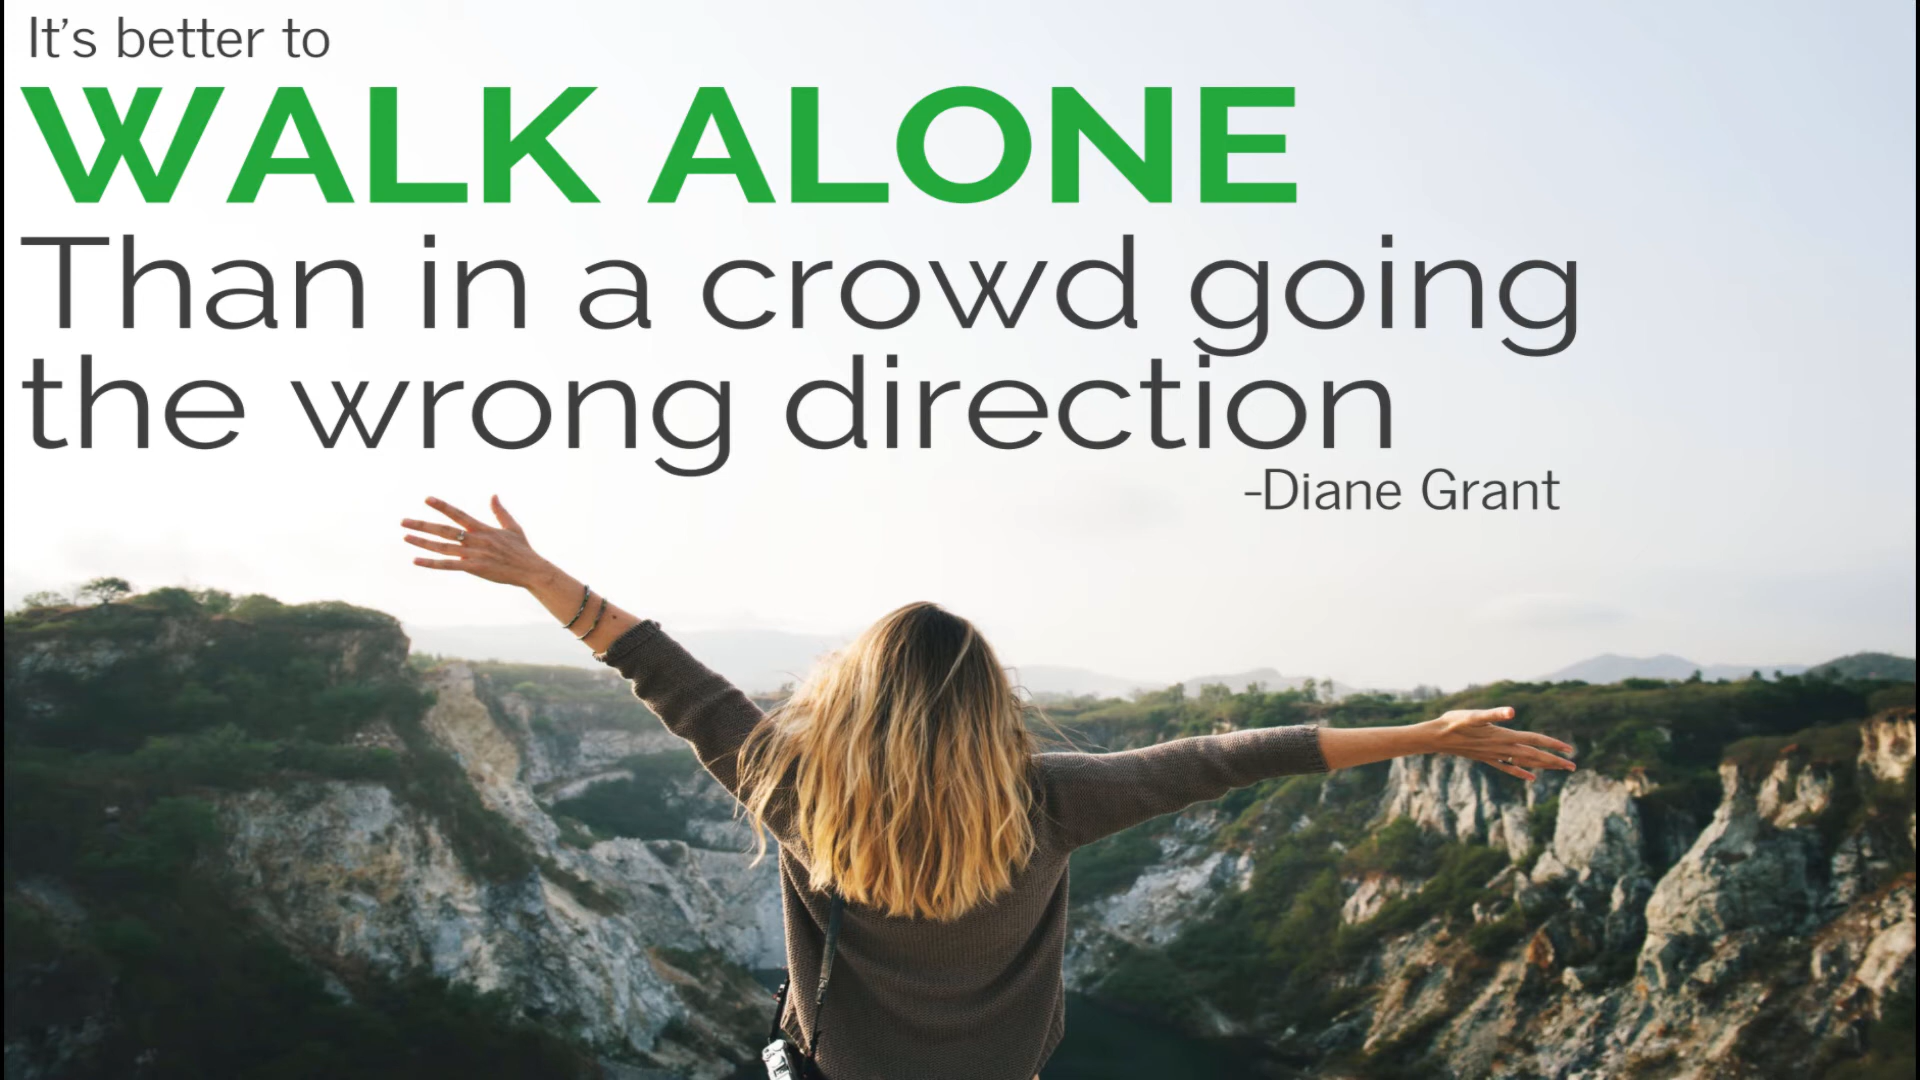 It's better to
WALK ALONE
Than in a crowd going
the wrong direction
-Diane Grant